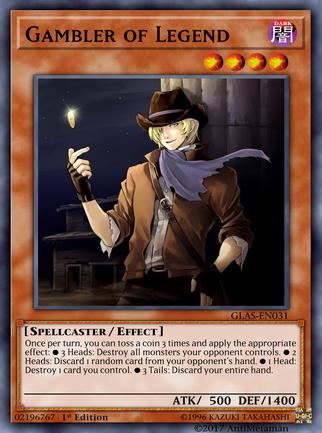 Gambler of Legend
DARK
闇
GLAS-EN031
[Spellcaster / Effect]
Once per turn, you can toss a coin 3 times and apply the appropriate
effect: ● 3 Heads: Destroy all monsters your opponent controls. ● 2
Heads: Discard 1 random card from your opponent's hand. ● 1 Head:
Destroy 1 card you control. ● 3 Tails: Discard your entire hand.
ATK/ 500 DEF/1400
02196767 1st Edition ©1996 KAZUKI TAKAHASHI
©2017 AntiMetaman